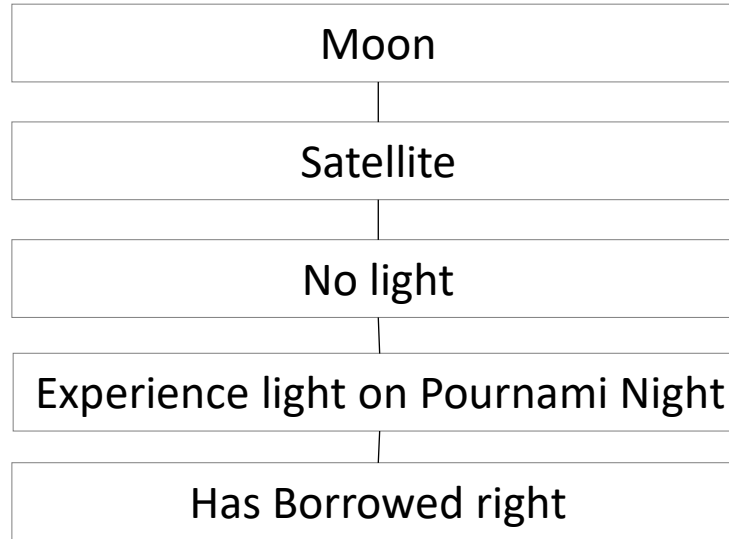 Moon
Satellite
No light
Experience light on Pournami Night
Has Borrowed right